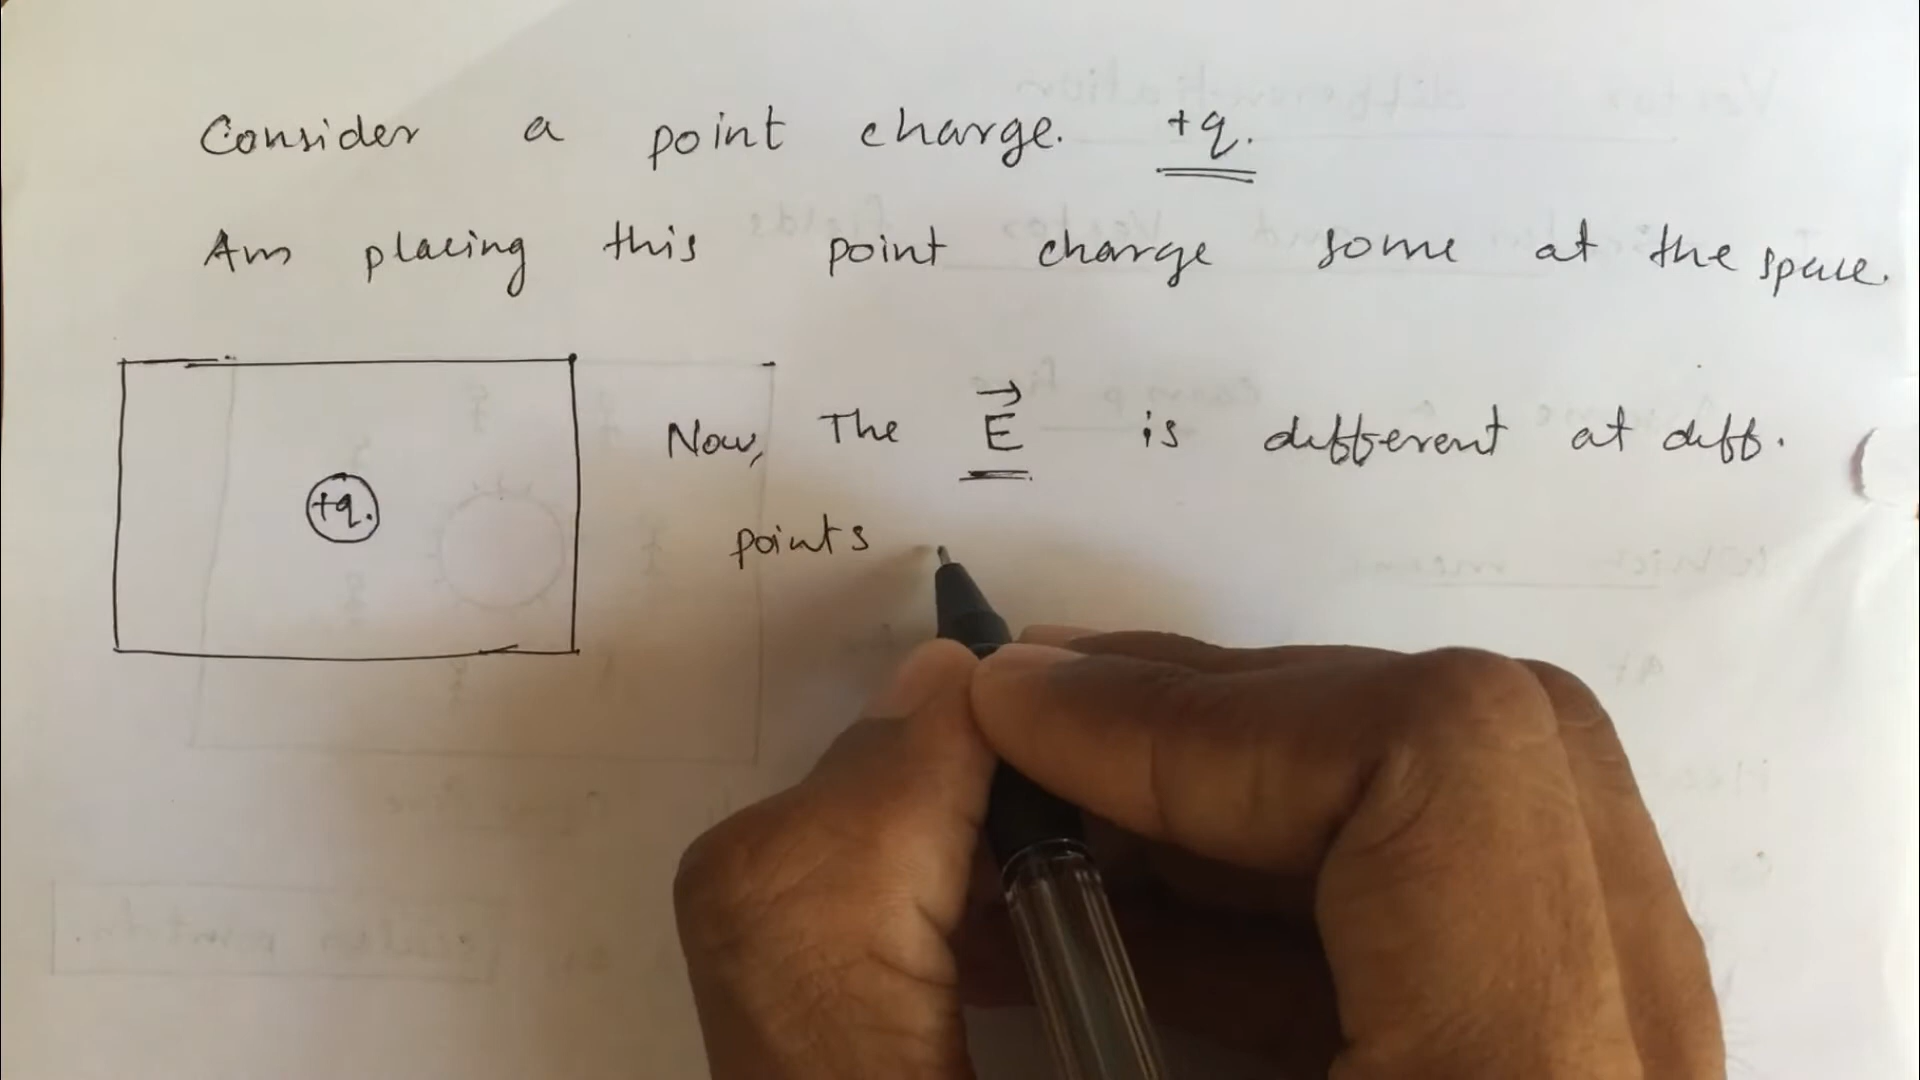 Consider a point charge. +q.
Am placing this point charge some at the space.
+q.
Now, The E⃗ is different at diff.
points